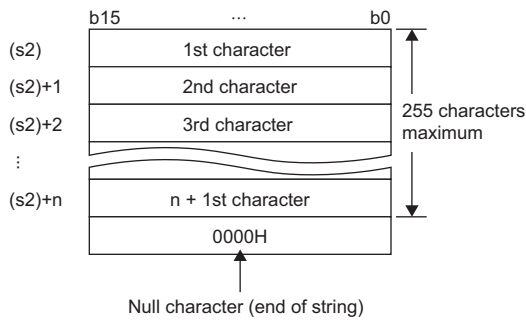 b15 ... b0
(s2) 1st character
(s2)+1 2nd character
(s2)+2 3rd character
255 characters
maximum
⋮
(s2)+n n + 1st character
0000H
Null character (end of string)